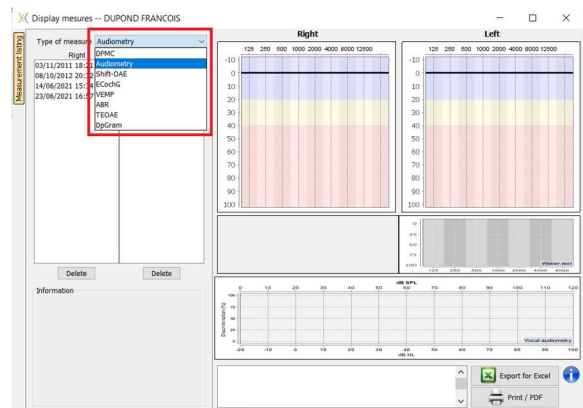 Display mesures -- DUPOND FRANCOIS
Measurement listing
Type of measure Audiometry
DPMC
Audiometry
Shift-OAE
ECochG
VEMP
ABR
TEOAE
DpGram
Right
03/11/2011 18:21
08/10/2012 20:32
14/06/2021 15:34
23/06/2021 16:57
Delete
Delete
Information
Right
125 250 500 1000 2000 4000 8000 12500
-10
0
10
20
30
40
50
60
70
80
90
100
Left
125 250 500 1000 2000 4000 8000 12500
-10
0
10
20
30
40
50
60
70
80
90
100
0
25
50
75
100
Weber test
125 250 500 1000 2000 4000 8000
dB SPL
0 10 20 30 40 50 60 70 80 90 100 110 120
Discrimination(%)
100
75
50
25
0
Vocal audiometry
-20 -10 0 10 20 30 40 50 60 70 80 90 100
dB HL
Export for Excel
Print / PDF